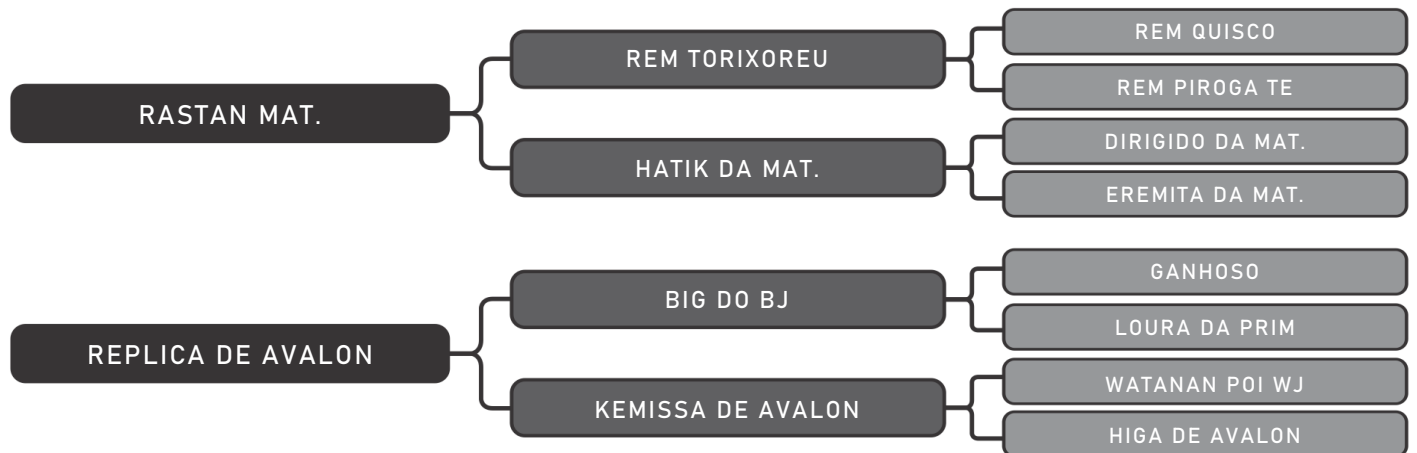 RASTAN MAT.
REM TORIXOREU
REM QUISCO
REM PIROGA TE
HATIK DA MAT.
DIRIGIDO DA MAT.
EREMITA DA MAT.
REPLICA DE AVALON
BIG DO BJ
GANHOSO
LOURA DA PRIM
KEMISSA DE AVALON
WATANAN POI WJ
HIGA DE AVALON